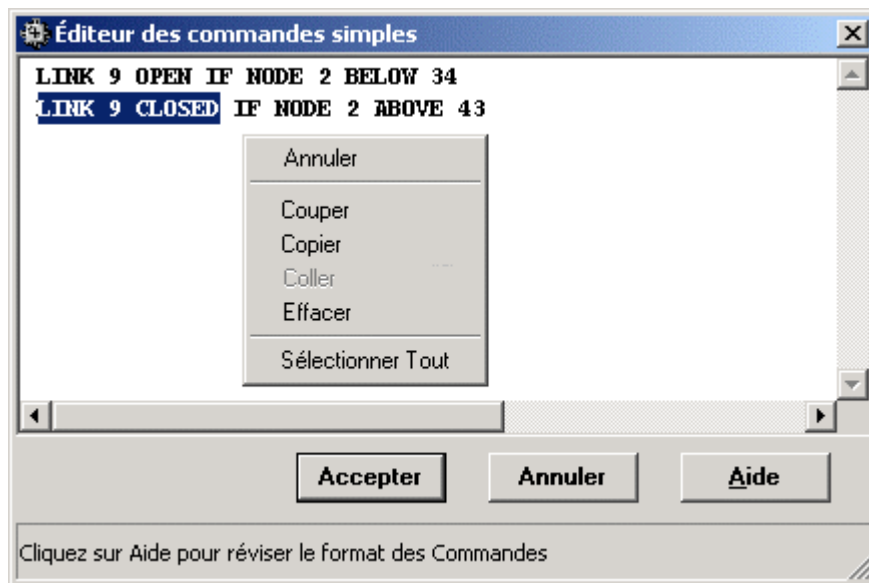 Éditeur des commandes simples
LINK 9 OPEN IF NODE 2 BELOW 34
LINK 9 CLOSED IF NODE 2 ABOVE 43
Annuler
Couper
Copier
Coller
Effacer
Sélectionner Tout
Accepter Annuler Aide
Cliquez sur Aide pour réviser le format des Commandes